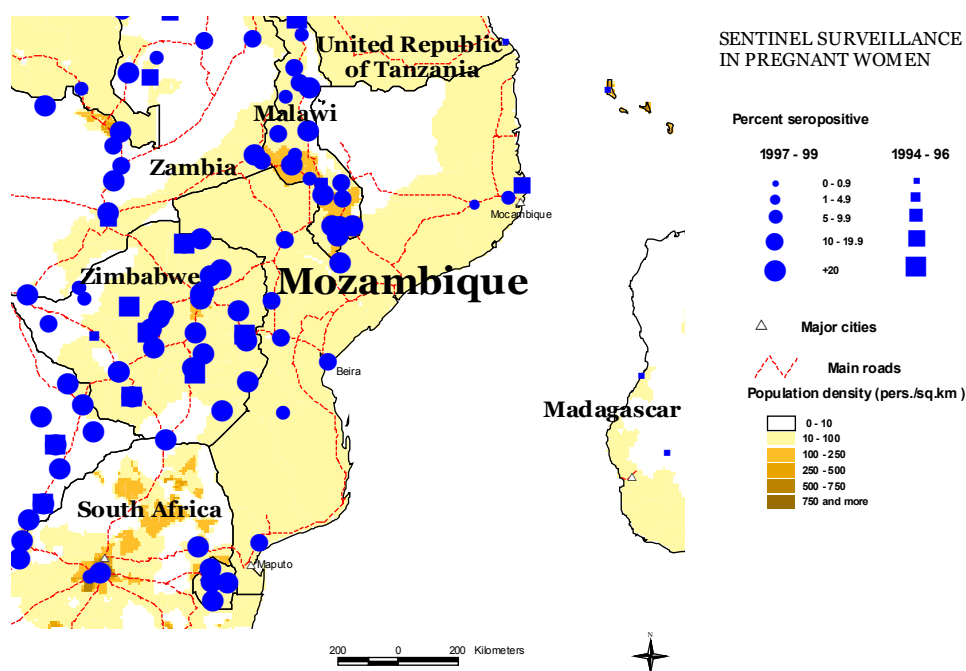 United Republic
of Tanzania
Malawi
Zambia
Mocambique
Zimbabwe
Mozambique
Beira
Madagascar
South Africa
Maputo
200 0 200 Kilometers
N
SENTINEL SURVEILLANCE
IN PREGNANT WOMEN
Percent seropositive
1997 - 99 1994 - 96
0 - 0.9
1 - 4.9
5 - 9.9
10 - 19.9
+20
Major cities
Main roads
Population density (pers./sq.km)
0 - 10
10 - 100
100 - 250
250 - 500
500 - 750
750 and more